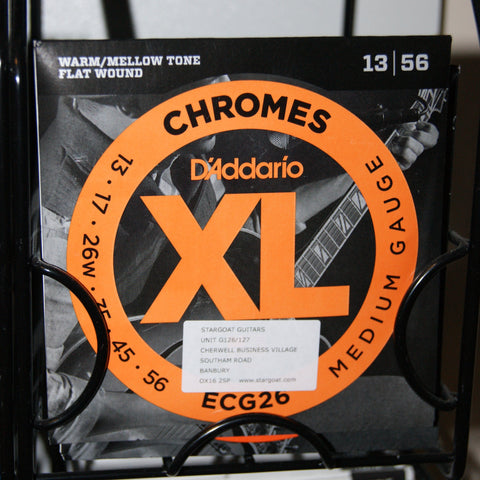 WARM/MELLOW TONE
FLAT WOUND
13 | 56
CHROMES
D'Addario
XL
13 · 17 · 26W · 35 · 45 · 56
MEDIUM GAUGE
ECG26
STARGOAT GUITARS
UNIT G126/127
CHERWELL BUSINESS VILLAGE
SOUTHAM ROAD
BANBURY
OX16 2SP www.stargoat.com